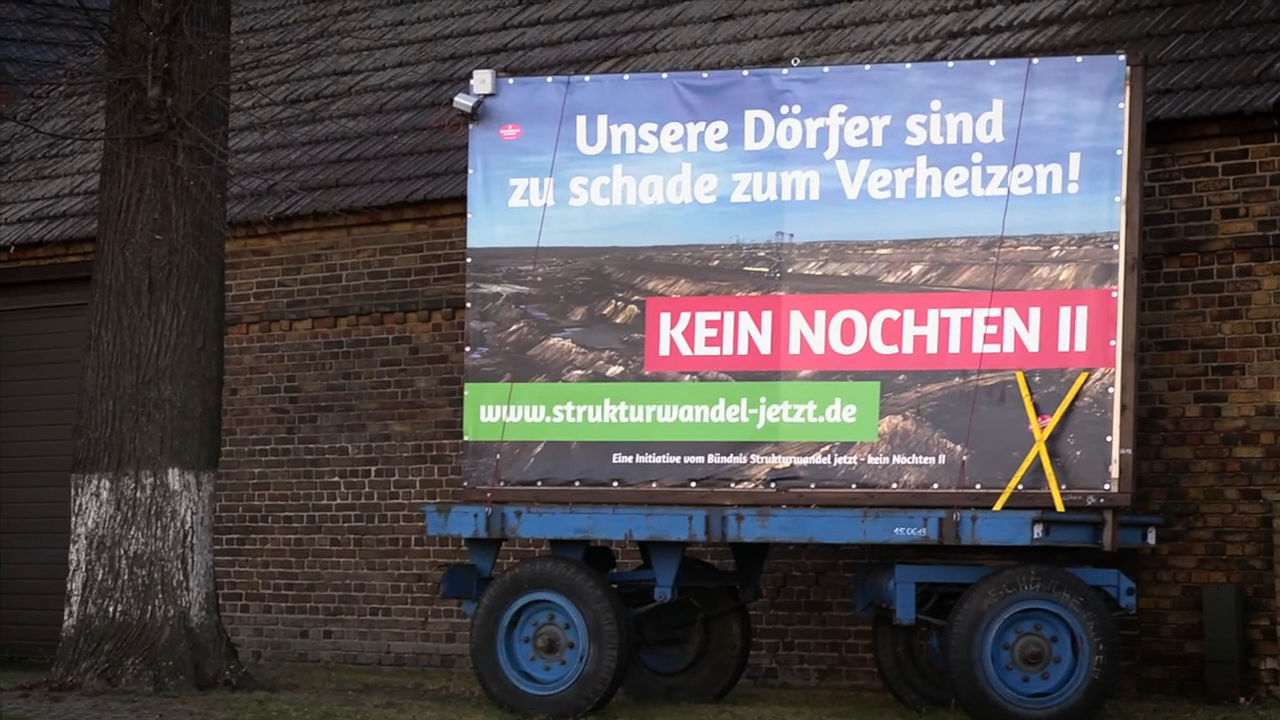 Unsere Dörfer sind
zu schade zum Verheizen!
KEIN NOCHTEN II
www.strukturwandel-jetzt.de
Eine Initiative vom Bündnis Strukturwandel jetzt - kein Nochten II